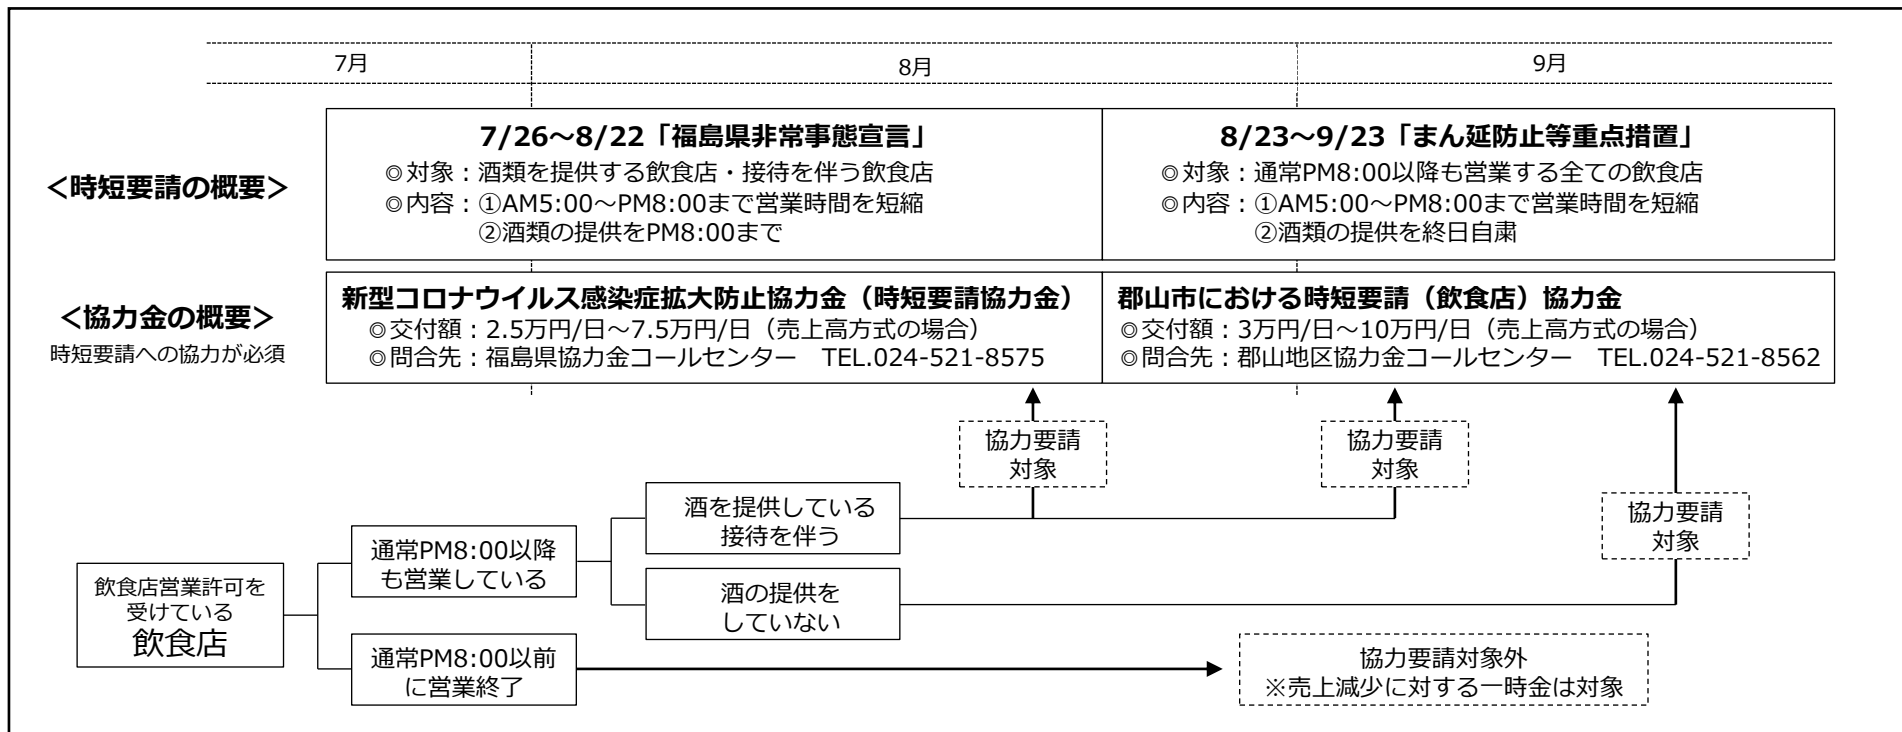 7月
8月
9月
＜時短要請の概要＞
7/26～8/22「福島県非常事態宣言」
◎対象：酒類を提供する飲食店・接待を伴う飲食店
◎内容：①AM5:00～PM8:00まで営業時間を短縮
②酒類の提供をPM8:00まで
8/23～9/23「まん延防止等重点措置」
◎対象：通常PM8:00以降も営業する全ての飲食店
◎内容：①AM5:00～PM8:00まで営業時間を短縮
②酒類の提供を終日自粛
＜協力金の概要＞
時短要請への協力が必須
新型コロナウイルス感染症拡大防止協力金（時短要請協力金）
◎交付額：2.5万円/日～7.5万円/日（売上高方式の場合）
◎問合先：福島県協力金コールセンター　TEL.024-521-8575
郡山市における時短要請（飲食店）協力金
◎交付額：3万円/日～10万円/日（売上高方式の場合）
◎問合先：郡山地区協力金コールセンター　TEL.024-521-8562
協力要請
対象
協力要請
対象
協力要請
対象
飲食店営業許可を
受けている
飲食店
通常PM8:00以降
も営業している
酒を提供している
接待を伴う
酒の提供を
していない
通常PM8:00以前
に営業終了
協力要請対象外
※売上減少に対する一時金は対象